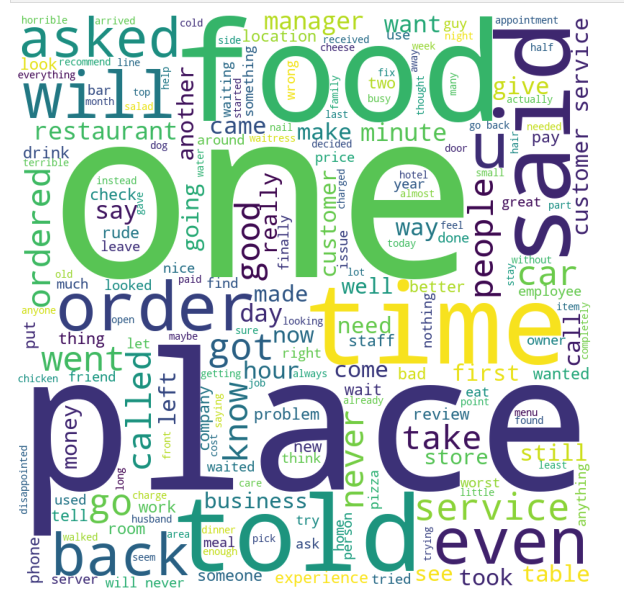 horrible
arrived
cold
manager
want
guy
appointment
asked
food
said
side
received
use
week
night
half
recommend
line
location
cheese
look
everything
help
another
waiting
started
something
wrong
fix
two
away
thought
many
give
actually
customer service
will
bar
month
top
salad
busy
family
last
u
go back
needed
hair
restaurant
came
make
minute
pay
drink
dog
around
nail
waitress
decided
price
door
terrible
water
one
ordered
instead
check
gave
say
rude
leave
going
good
really
finally
customer
charged
issue
hotel
year
almost
way
feel
done
today
people
small
great
part
stay
without
car
old
much
looked
nice
paid
find
lot
well
better
employee
anyone
order
made
day
time
item
completely
open
sure
looking
now
need
staff
nothing
owner
call
put
thing
maybe
let
got
right
went
hour
come
bad
first
wanted
chicken
friend
called
left
getting
always
job
wait
eat
point
place
money
saying
company
know
problem
already
review
menu
found
cost
new
never
take
store
still
disappointed
long
front
waited
think
pizza
worst
least
little
anything
used
go
charge
work
care
business
service
tell
room
husband
told
try
home
person
trying
even
phone
walked
area
dinner
meal
pick
ask
back
seem
enough
server
will never
someone
experience
tried
see
took
table